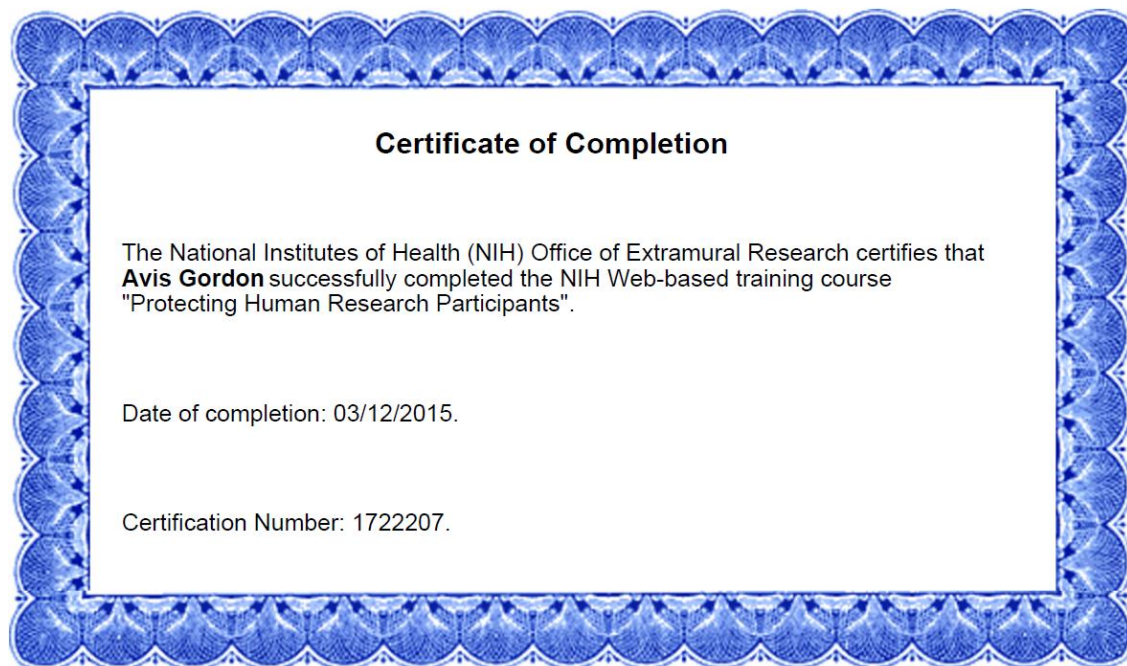 Certificate of Completion
The National Institutes of Health (NIH) Office of Extramural Research certifies that
Avis Gordon successfully completed the NIH Web-based training course
"Protecting Human Research Participants".
Date of completion: 03/12/2015.
Certification Number: 1722207.